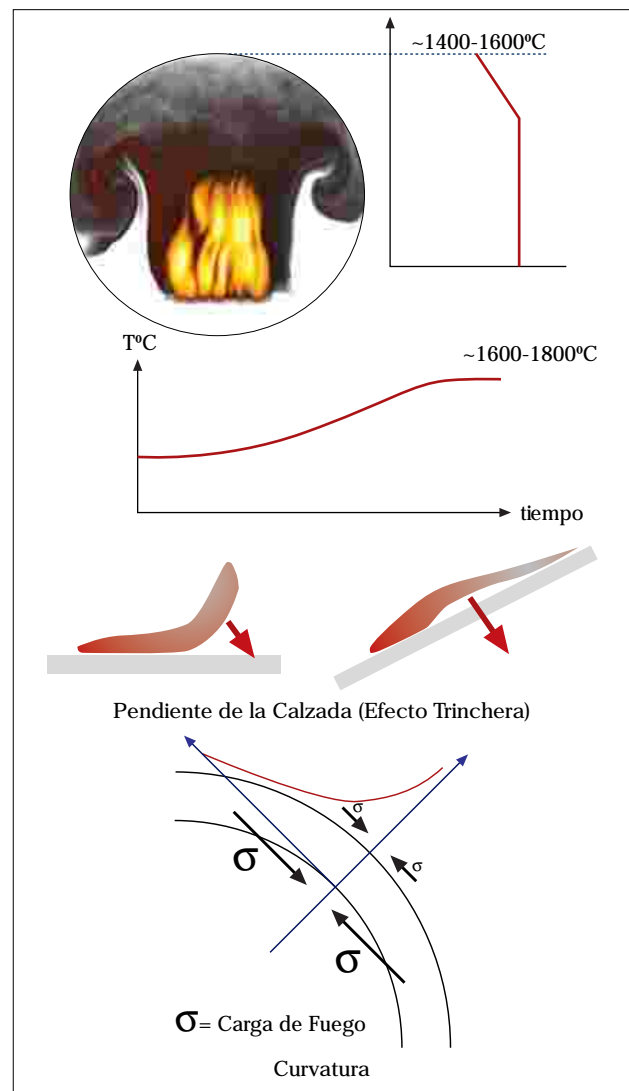 ~1400-1600ºC
TºC
~1600-1800ºC
tiempo
Pendiente de la Calzada (Efecto Trinchera)
σ
σ
σ
σ
σ= Carga de Fuego
Curvatura